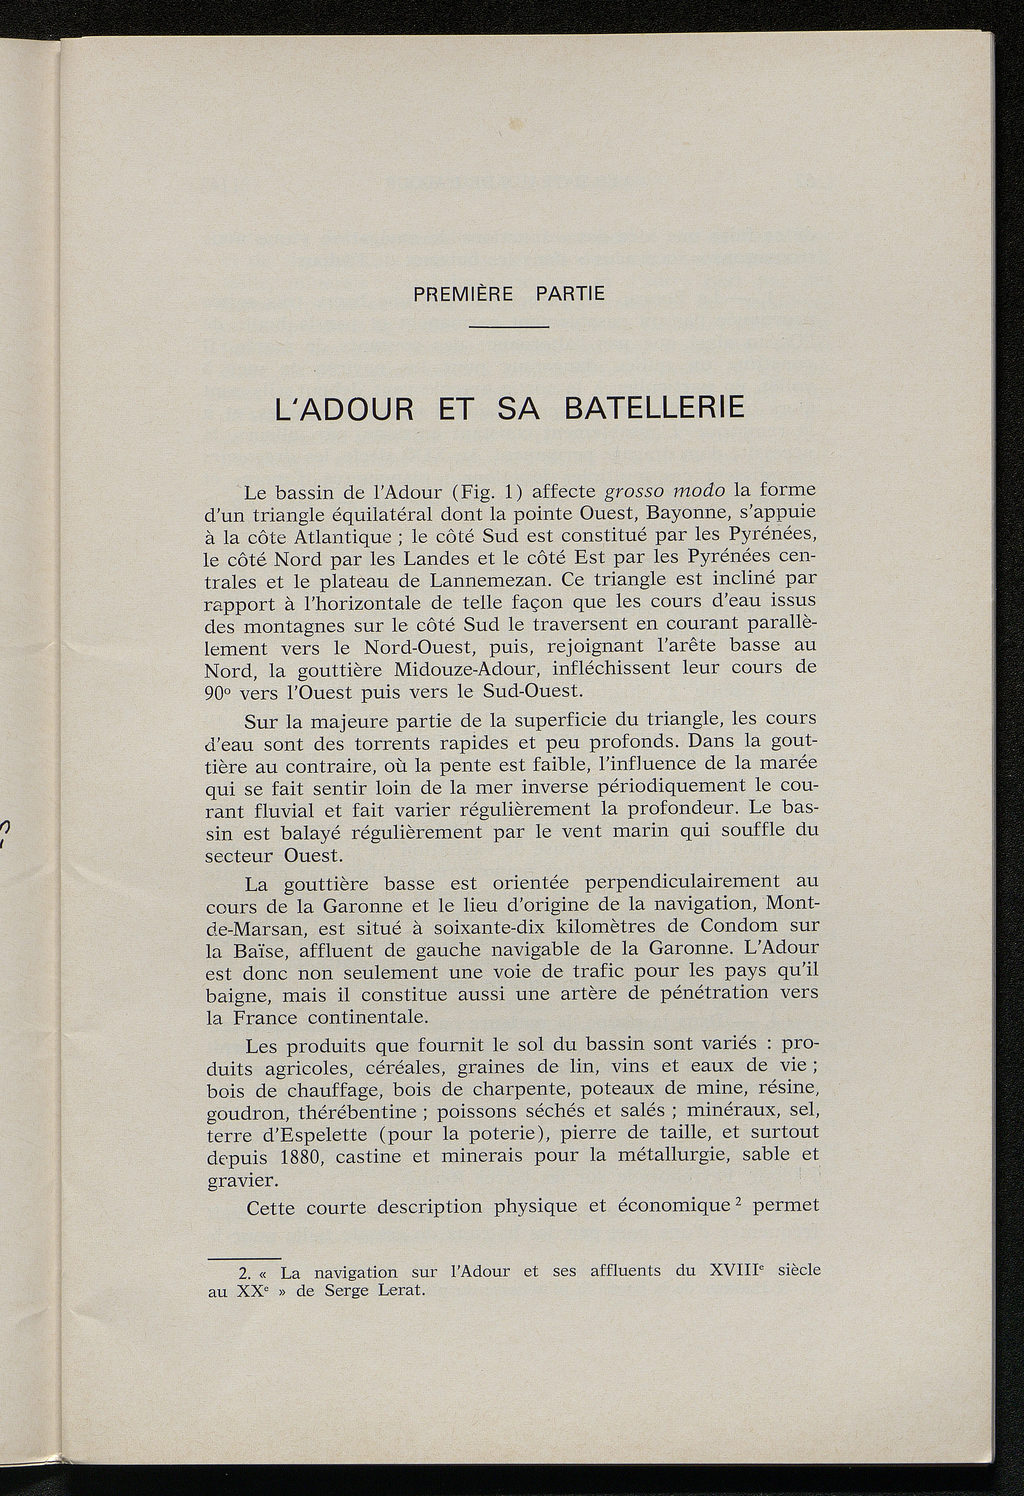 PREMIÈRE PARTIE
L'ADOUR ET SA BATELLERIE
Le bassin de l'Adour (Fig. 1) affecte grosso modo la forme
d'un triangle équilatéral dont la pointe Ouest, Bayonne, s'appuie
à la côte Atlantique ; le côté Sud est constitué par les Pyrénées,
le côté Nord par les Landes et le côté Est par les Pyrénées cen-
trales et le plateau de Lannemezan. Ce triangle est incliné par
rapport à l'horizontale de telle façon que les cours d'eau issus
des montagnes sur le côté Sud le traversent en courant parallè-
lement vers le Nord-Ouest, puis, rejoignant l'arête basse au
Nord, la gouttière Midouze-Adour, infléchissent leur cours de
90º vers l'Ouest puis vers le Sud-Ouest.
Sur la majeure partie de la superficie du triangle, les cours
d'eau sont des torrents rapides et peu profonds. Dans la gout-
tière au contraire, où la pente est faible, l'influence de la marée
qui se fait sentir loin de la mer inverse périodiquement le cou-
rant fluvial et fait varier régulièrement la profondeur. Le bas-
sin est balayé régulièrement par le vent marin qui souffle du
secteur Ouest.
La gouttière basse est orientée perpendiculairement au
cours de la Garonne et le lieu d'origine de la navigation, Mont-
de-Marsan, est situé à soixante-dix kilomètres de Condom sur
la Baïse, affluent de gauche navigable de la Garonne. L'Adour
est donc non seulement une voie de trafic pour les pays qu'il
baigne, mais il constitue aussi une artère de pénétration vers
la France continentale.
Les produits que fournit le sol du bassin sont variés : pro-
duits agricoles, céréales, graines de lin, vins et eaux de vie ;
bois de chauffage, bois de charpente, poteaux de mine, résine,
goudron, thérébentine ; poissons séchés et salés ; minéraux, sel,
terre d'Espelette (pour la poterie), pierre de taille, et surtout
depuis 1880, castine et minerais pour la métallurgie, sable et
gravier.
Cette courte description physique et économique ² permet
2. « La navigation sur l'Adour et ses affluents du XVIIIᵉ siècle
au XXᵉ » de Serge Lerat.